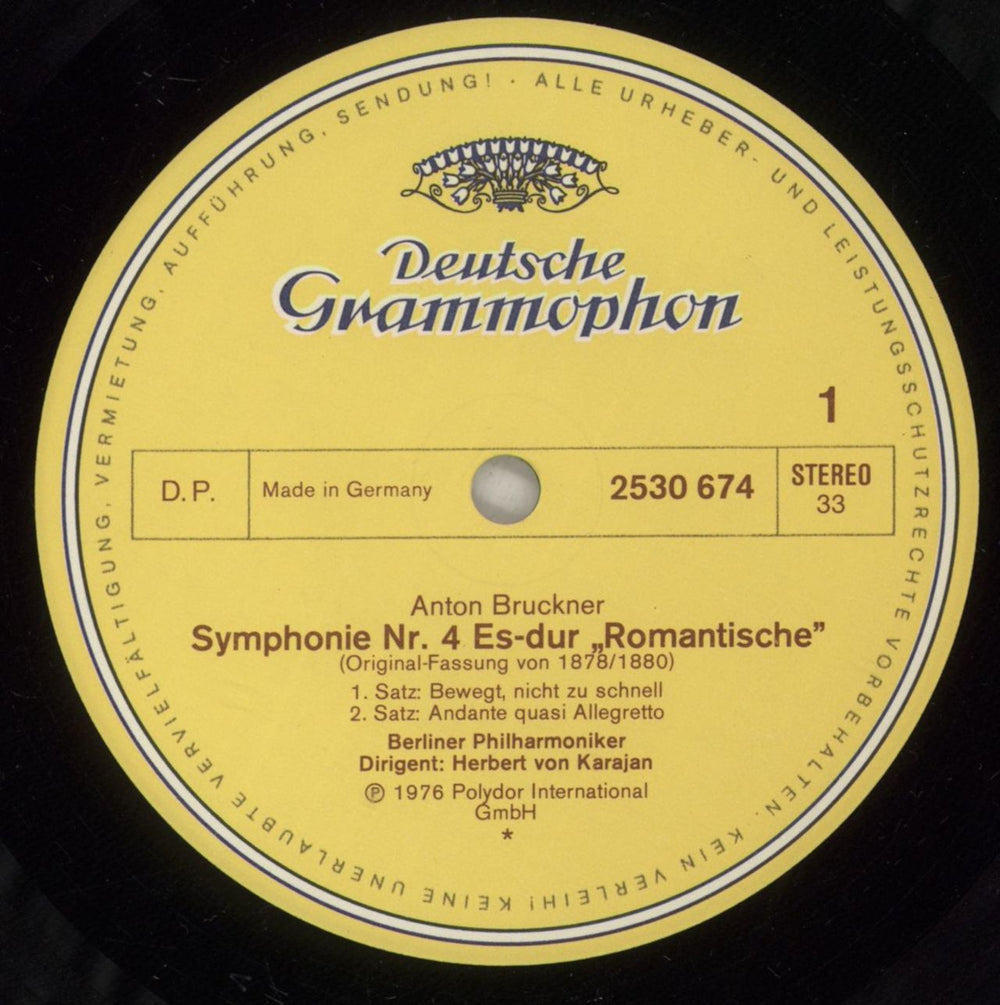 ALLE URHEBER- UND LEISTUNGSSCHUTZRECHTE VORBEHALTEN. KEIN VERLEIH! KEINE UNERLAUBTE VERVIELFÄLTIGUNG, VERMIETUNG, AUFFÜHRUNG, SENDUNG! ·
Deutsche
Grammophon
1
D.P.
Made in Germany
2530 674
STEREO
33
Anton Bruckner
Symphonie Nr. 4 Es-dur „Romantische”
(Original-Fassung von 1878/1880)
1. Satz: Bewegt, nicht zu schnell
2. Satz: Andante quasi Allegretto
Berliner Philharmoniker
Dirigent: Herbert von Karajan
℗ 1976 Polydor International
GmbH
*